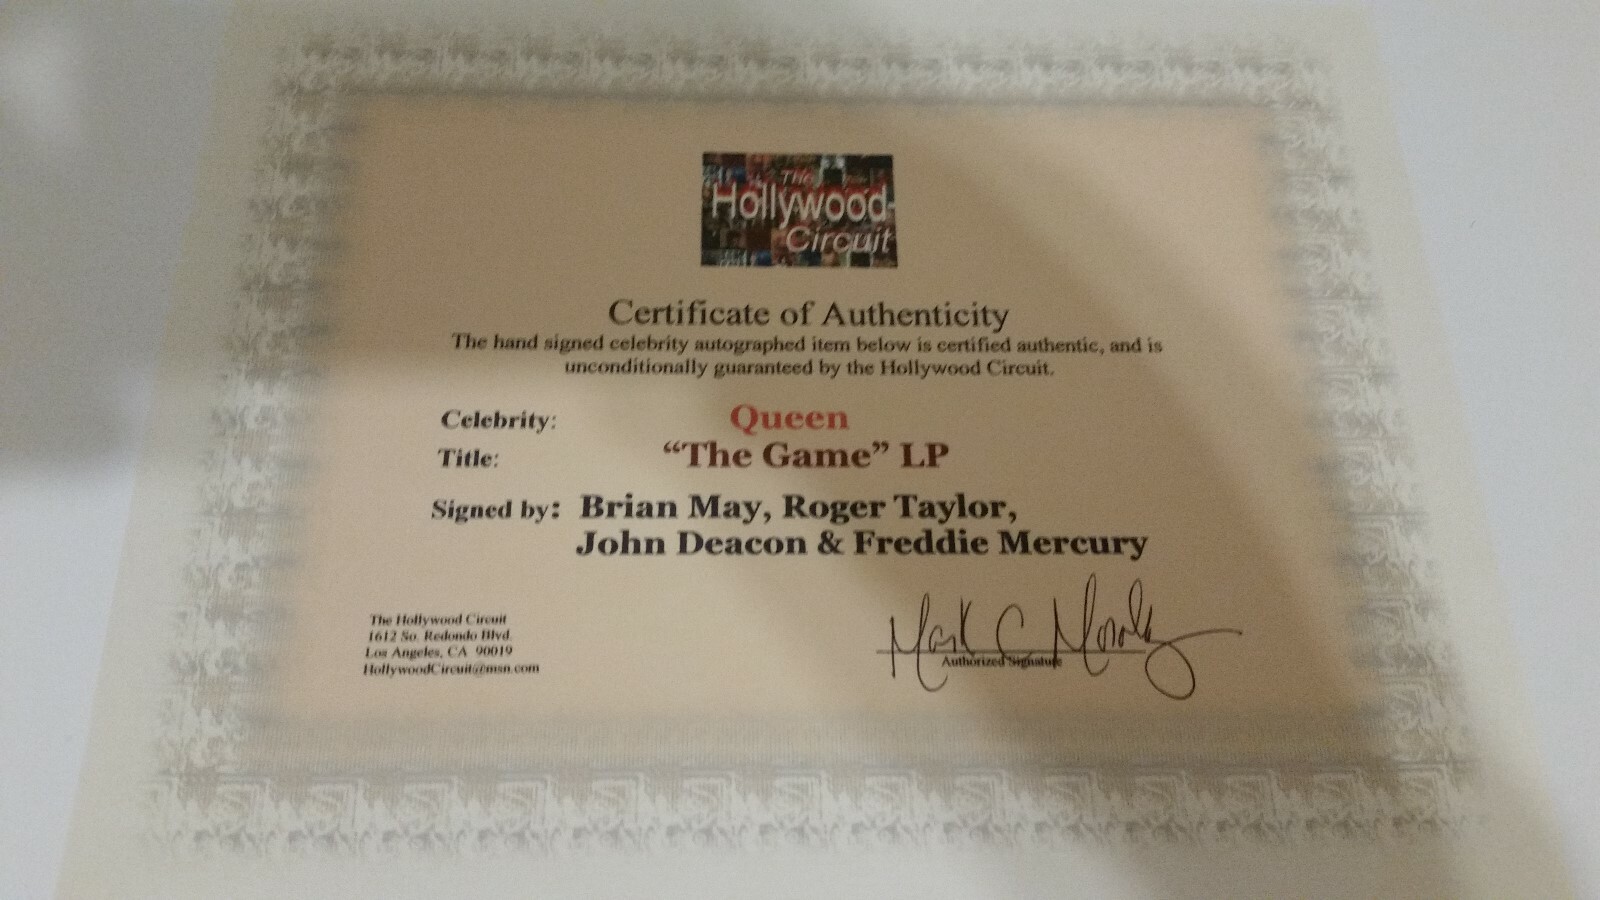 The
Hollywood
Circuit
Certificate of Authenticity
The hand signed celebrity autographed item below is certified authentic, and is
unconditionally guaranteed by the Hollywood Circuit.
Celebrity: Queen
Title: “The Game” LP
Signed by: Brian May, Roger Taylor,
John Deacon & Freddie Mercury
The Hollywood Circuit
1612 So. Redondo Blvd.
Los Angeles, CA 90019
HollywoodCircuit@msn.com
Mark C
Authorized Signature